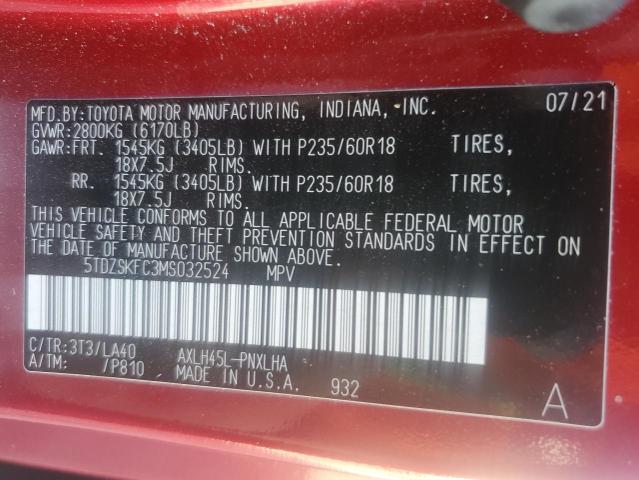 MFD.BY:TOYOTA MOTOR MANUFACTURING, INDIANA, INC. 07/21
GVWR:2800KG (6170LB)
GAWR:FRT. 1545KG (3405LB) WITH P235/60R18 TIRES,
18X7.5J RIMS.
RR. 1545KG (3405LB) WITH P235/60R18 TIRES,
18X7.5J RIMS.
THIS VEHICLE CONFORMS TO ALL APPLICABLE FEDERAL MOTOR
VEHICLE SAFETY AND THEFT PREVENTION STANDARDS IN EFFECT ON
THE DATE OF MANUFACTURE SHOWN ABOVE.
5TDZSKFC3MS032524 MPV
C/TR:3T3/LA40 AXLH45L-PNXLHA
A/TM: /P810 MADE IN U.S.A. 932
A